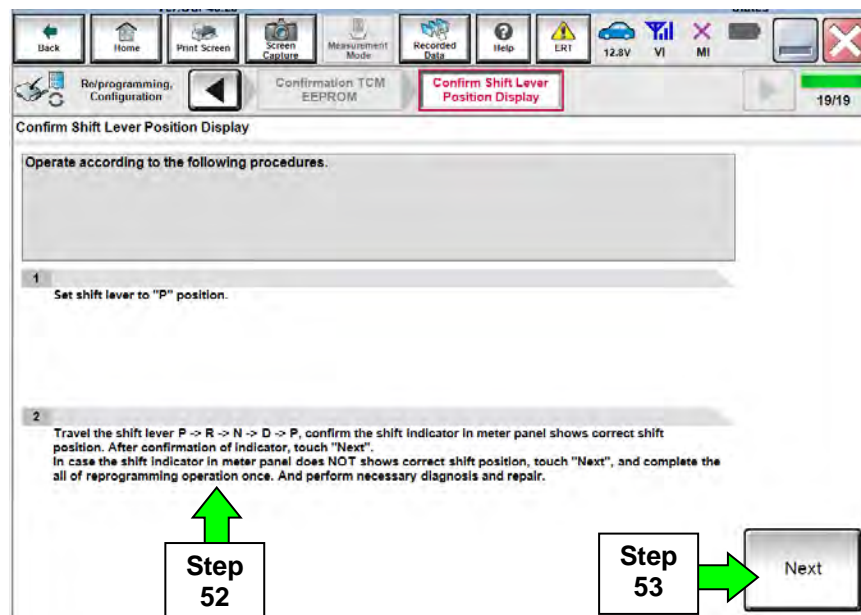 Back
Home
Print Screen
Screen
Capture
Measurement
Mode
Recorded
Data
Help
ERT
12.8V
VI
MI
Re/programming,
Configuration
Confirmation TCM
EEPROM
Confirm Shift Lever
Position Display
19/19
Confirm Shift Lever Position Display
Operate according to the following procedures.
1
Set shift lever to "P" position.
2
Travel the shift lever P -> R -> N -> D -> P, confirm the shift indicator in meter panel shows correct shift
position. After confirmation of indicator, touch "Next".
In case the shift indicator in meter panel does NOT shows correct shift position, touch "Next", and complete the
all of reprogramming operation once. And perform necessary diagnosis and repair.
Step
52
Step
53
Next